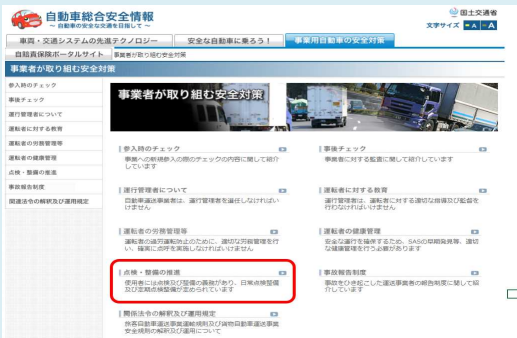 自動車総合安全情報
～ 自動車の安全な交通を目指して ～
国土交通省
文字サイズ -A -A
車両・交通システムの先進テクノロジー
安全な自動車に乗ろう！
事業用自動車の安全対策
自賠責保険ポータルサイト
事業者が取り組む安全対策
事業者が取り組む安全対策
参入時のチェック
事後チェック
運行管理者について
運転者に対する教育
運転者の労務管理等
運転者の健康管理
点検・整備の推進
事故報告制度
関連法令の解釈及び運用規定
事業者が取り組む安全対策
参入時のチェック
事業への新規参入の際のチェックの内容に関して紹介
しています
事後チェック
事業者に対する監査に関して紹介しています
運行管理者について
自動車運送事業者は、運行管理者を選任しなければい
けません
運転者に対する教育
運行管理者は、運転者に対する適切な指導及び監督を
行わなければいけません
運転者の労務管理等
運転者の過労運転防止のために、適切な労務管理を行
い、確実に点呼を実施しなければいけません
運転者の健康管理
安全な運行を確保するため、SASの早期発見等、適切
な健康管理を行う必要があります
点検・整備の推進
使用者には点検及び整備の義務があり、日常点検整備
及び定期点検整備が定められています
事故報告制度
事故をひき起こした運送事業者の報告制度に関して紹
介しています
関係法令の解釈及び運用規定
旅客自動車運送事業運輸規則及び貨物自動車運送事業
安全規則の解釈及び運用について